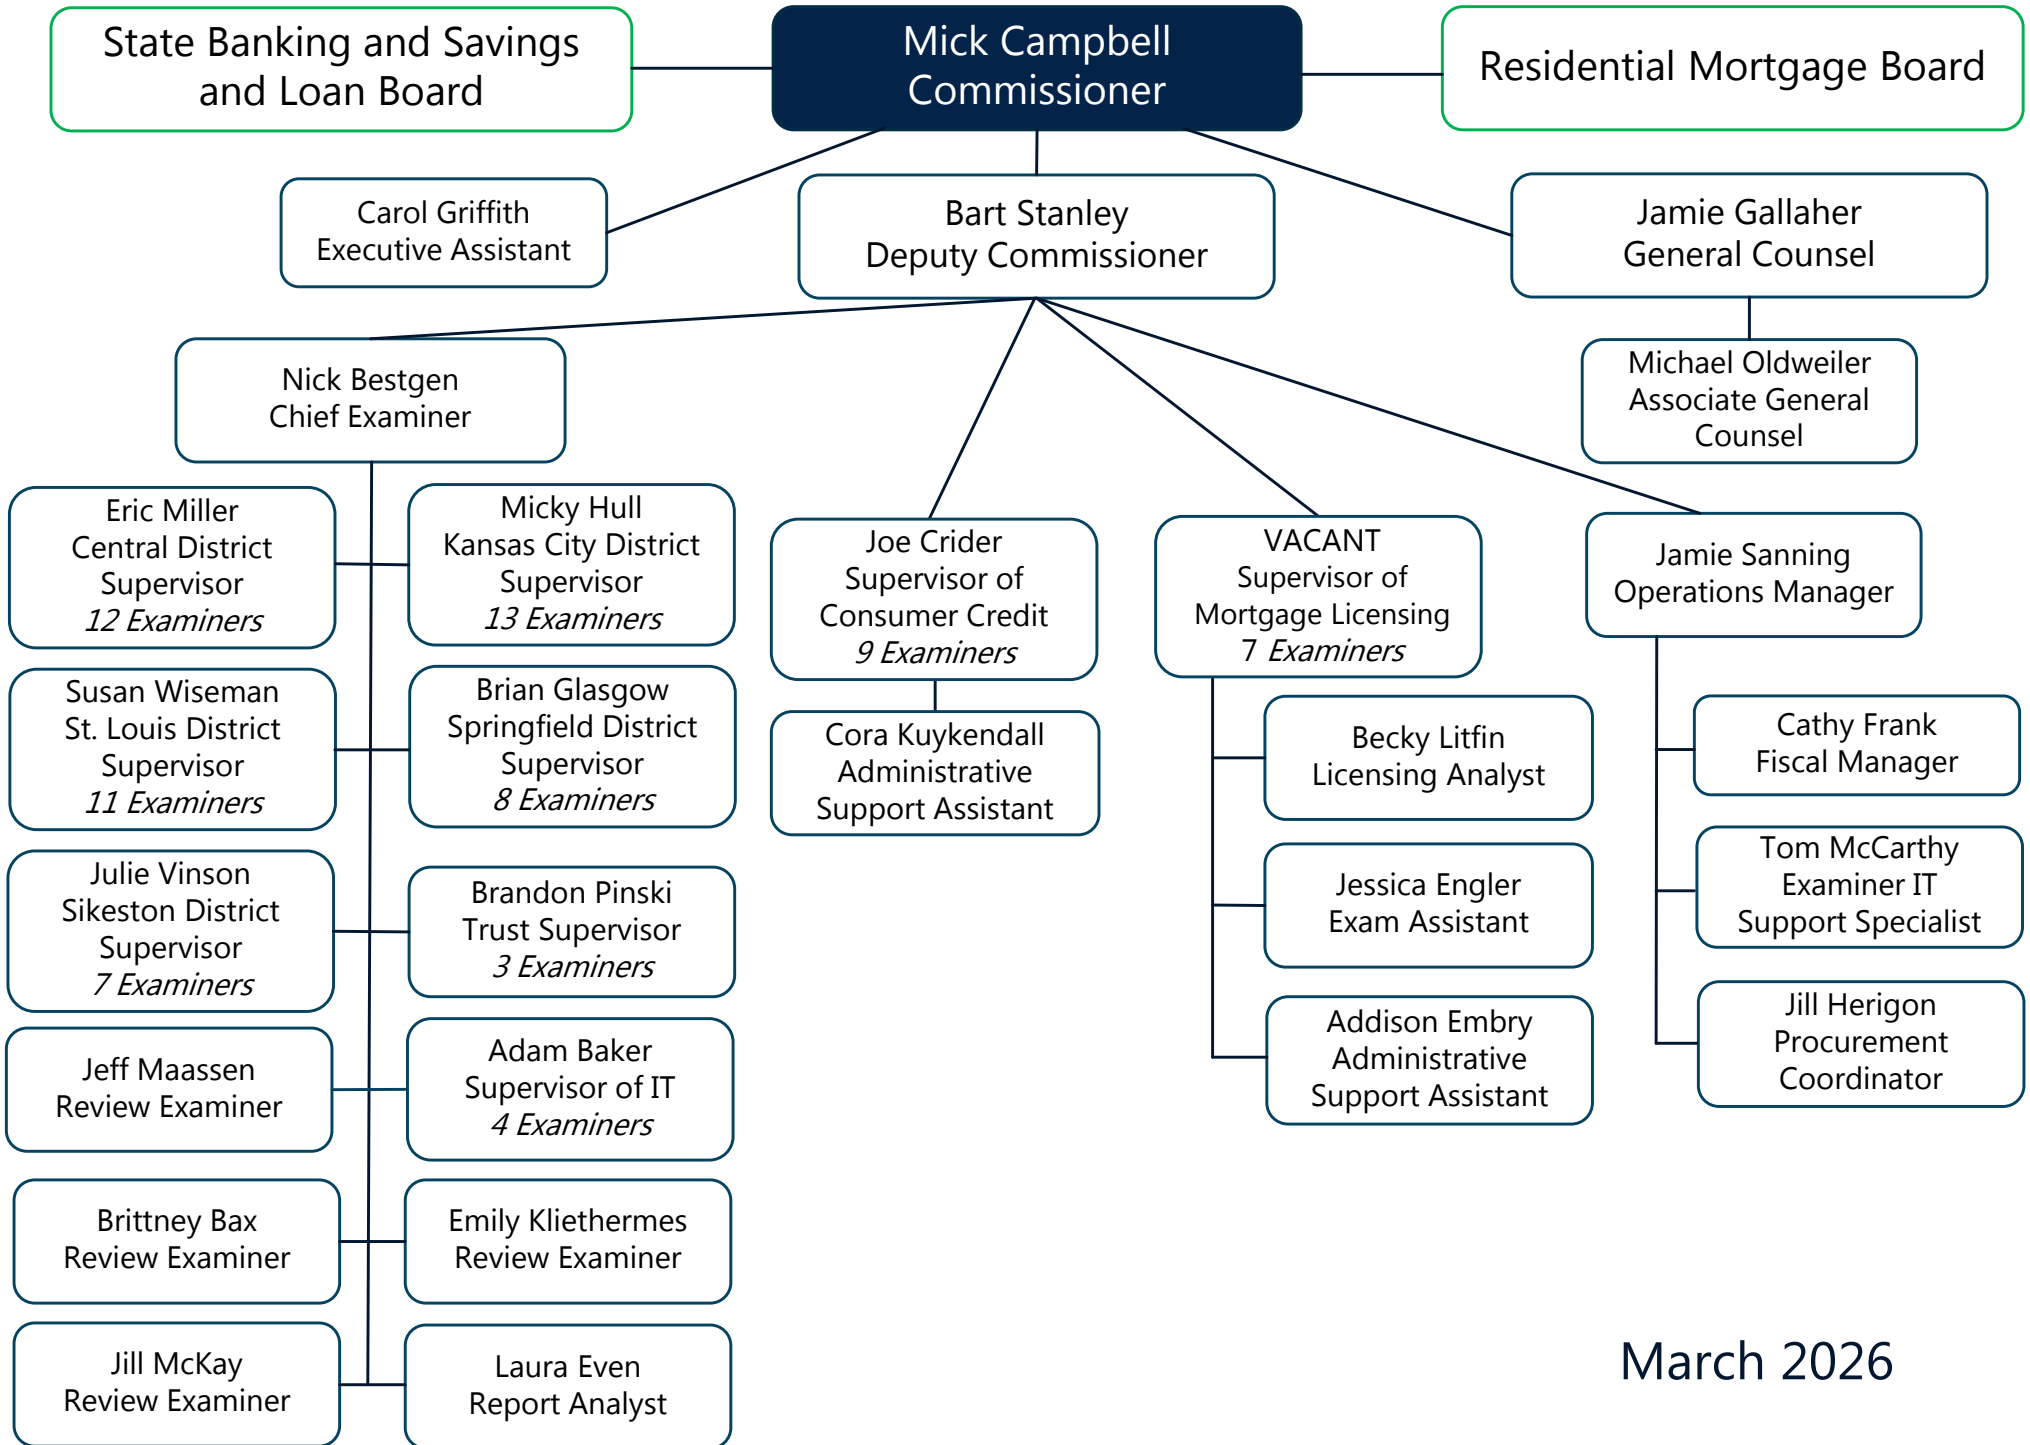 State Banking and Savings
and Loan Board
Mick Campbell
Commissioner
Residential Mortgage Board
Carol Griffith
Executive Assistant
Bart Stanley
Deputy Commissioner
Jamie Gallaher
General Counsel
Michael Oldweiler
Associate General
Counsel
Nick Bestgen
Chief Examiner
Eric Miller
Central District
Supervisor
12 Examiners
Micky Hull
Kansas City District
Supervisor
13 Examiners
Susan Wiseman
St. Louis District
Supervisor
11 Examiners
Brian Glasgow
Springfield District
Supervisor
8 Examiners
Julie Vinson
Sikeston District
Supervisor
7 Examiners
Brandon Pinski
Trust Supervisor
3 Examiners
Jeff Maassen
Review Examiner
Adam Baker
Supervisor of IT
4 Examiners
Brittney Bax
Review Examiner
Emily Kliethermes
Review Examiner
Jill McKay
Review Examiner
Laura Even
Report Analyst
Joe Crider
Supervisor of
Consumer Credit
9 Examiners
Cora Kuykendall
Administrative
Support Assistant
VACANT
Supervisor of
Mortgage Licensing
7 Examiners
Becky Litfin
Licensing Analyst
Jessica Engler
Exam Assistant
Addison Embry
Administrative
Support Assistant
Jamie Sanning
Operations Manager
Cathy Frank
Fiscal Manager
Tom McCarthy
Examiner IT
Support Specialist
Jill Herigon
Procurement
Coordinator
March 2026